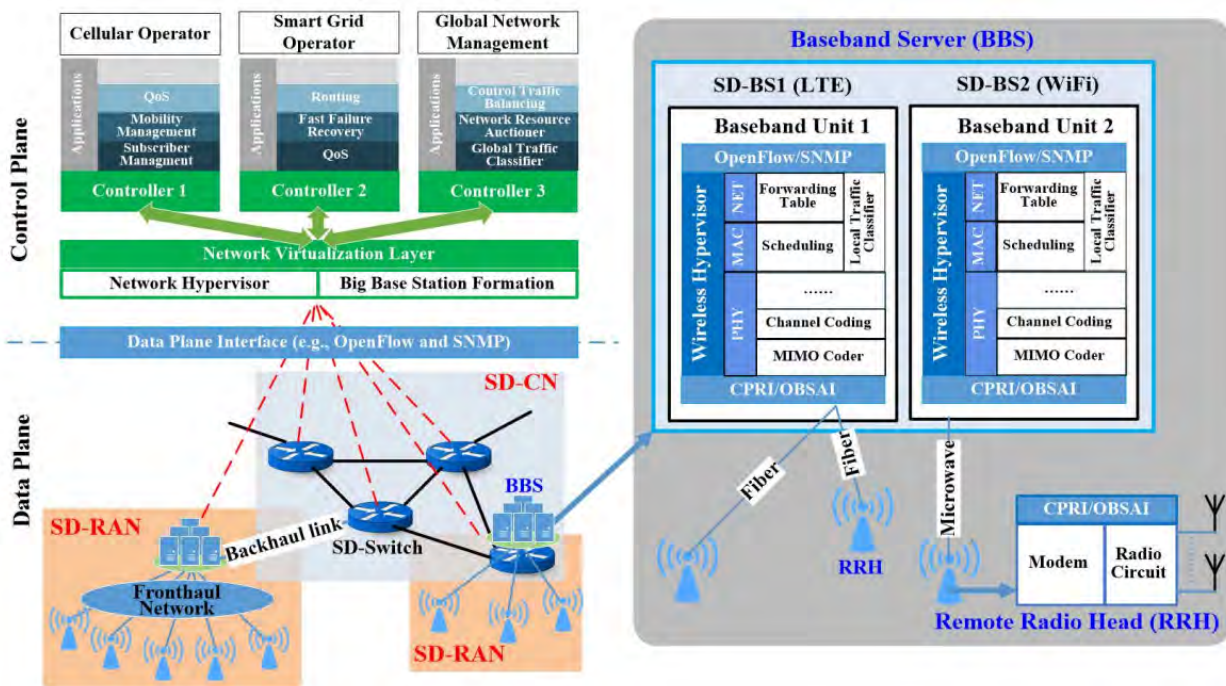 Control Plane
Data Plane
Cellular Operator
Applications
......
QoS
Mobility
Management
Subscriber
Managment
Controller 1
Smart Grid
Operator
Applications
......
Routing
Fast Failure
Recovery
QoS
Controller 2
Global Network
Management
Applications
......
Control Traffic
Balancing
Network Resource
Auctioner
Global Traffic
Classifier
Controller 3
Network Virtualization Layer
Network Hypervisor
Big Base Station Formation
Data Plane Interface (e.g., OpenFlow and SNMP)
SD-CN
BBS
SD-RAN
Backhaul link
SD-Switch
Fronthaul
Network
SD-RAN
Baseband Server (BBS)
SD-BS1 (LTE)
Baseband Unit 1
OpenFlow/SNMP
Wireless Hypervisor
NET
Forwarding
Table
Local Traffic
Classifier
MAC
Scheduling
PHY
......
Channel Coding
MIMO Coder
CPRI/OBSAI
SD-BS2 (WiFi)
Baseband Unit 2
OpenFlow/SNMP
Wireless Hypervisor
NET
Forwarding
Table
Local Traffic
Classifier
MAC
Scheduling
PHY
......
Channel Coding
MIMO Coder
CPRI/OBSAI
Fiber
Fiber
Microwave
RRH
CPRI/OBSAI
Modem
Radio
Circuit
Remote Radio Head (RRH)